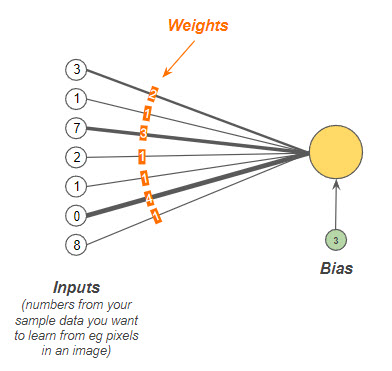 Weights
3
2
1
1
7
3
2
1
1
1
0
4
8
1
3
Bias
Inputs
(numbers from your
sample data you want
to learn from eg pixels
in an image)